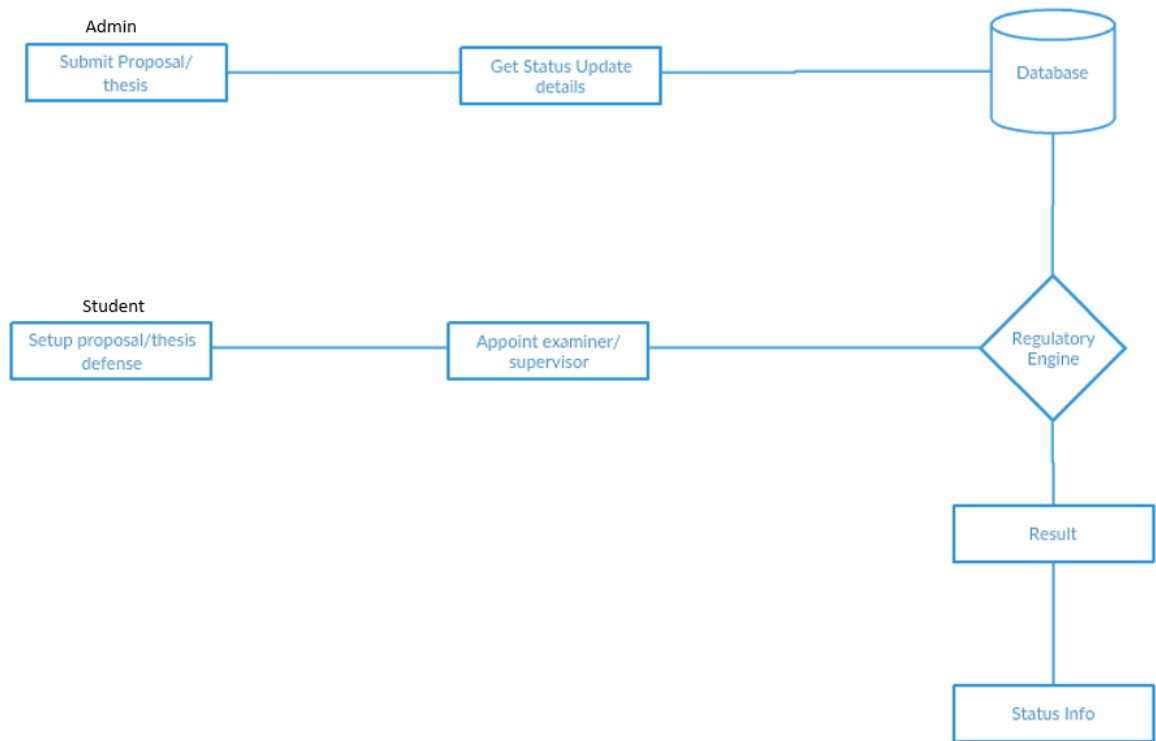 Admin
Submit Proposal/
thesis
Get Status Update
details
Database
Student
Setup proposal/thesis
defense
Appoint examiner/
supervisor
Regulatory
Engine
Result
Status Info